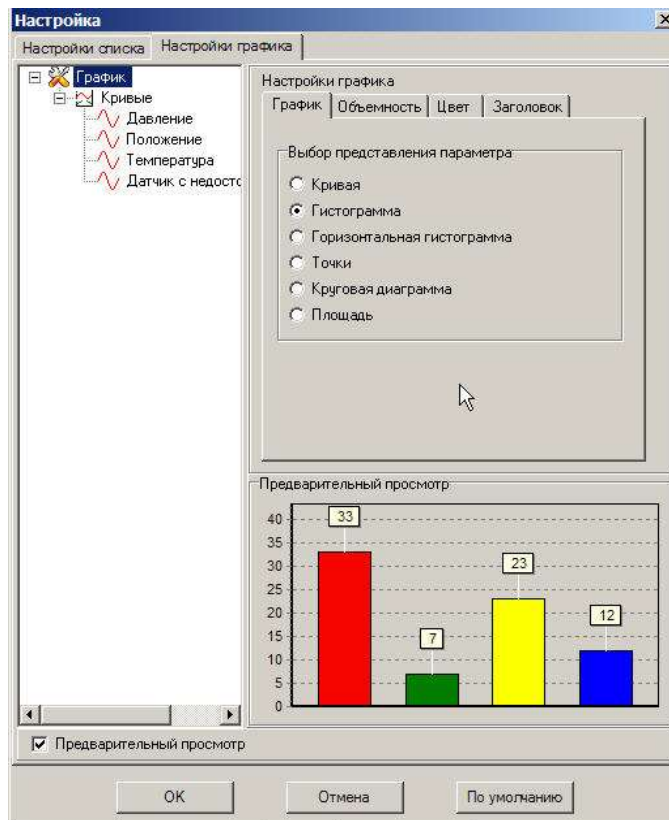 Настройка
Настройки списка Настройки графика
График
Кривые
Давление
Положение
Температура
Датчик с недосто
Настройки графика
График Объемность Цвет Заголовок
Выбор представления параметра
Кривая
Гистограмма
Горизонтальная гистограмма
Точки
Круговая диаграмма
Площадь
Предварительный просмотр
40
35
30
25
20
15
10
5
0
33
7
23
12
Предварительный просмотр
OK Отмена По умолчанию